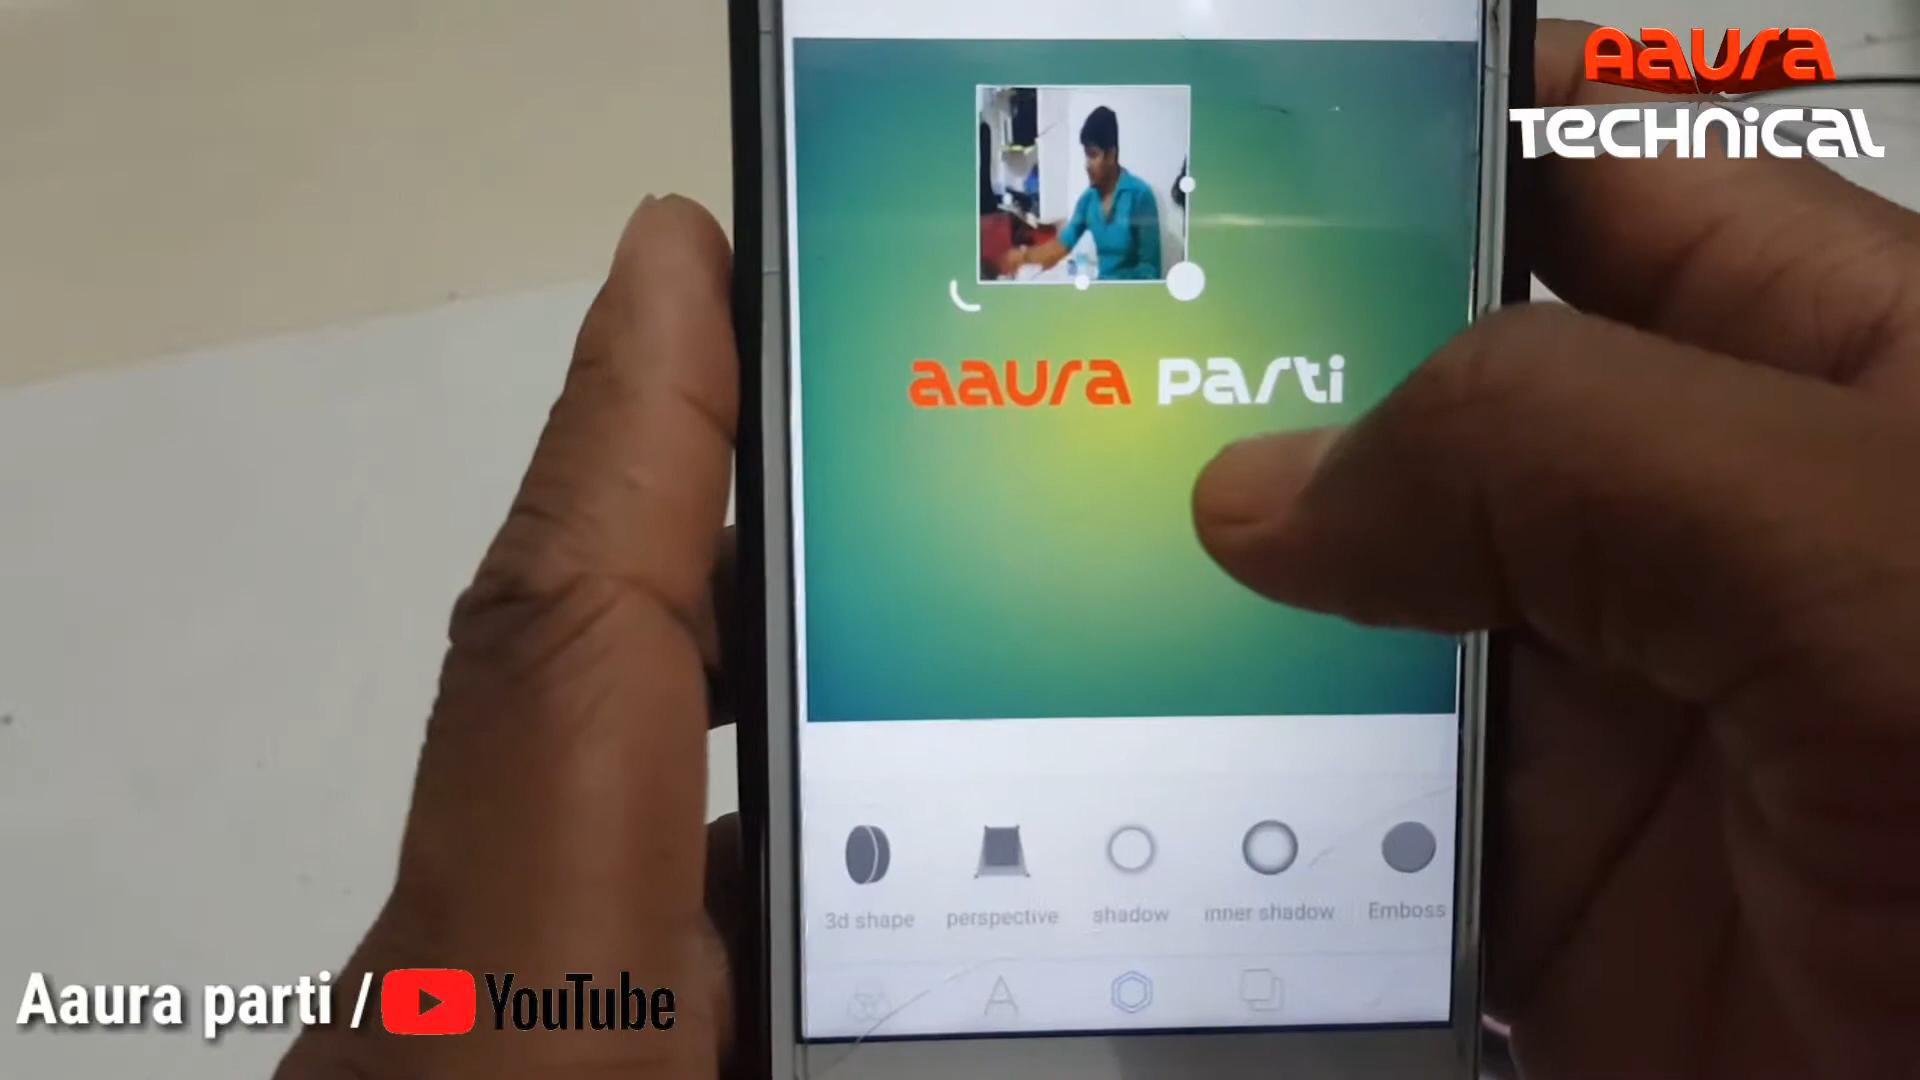 Aaura
Technical
aaura parti
3d shape perspective shadow inner shadow Emboss
A
Aaura parti / YouTube